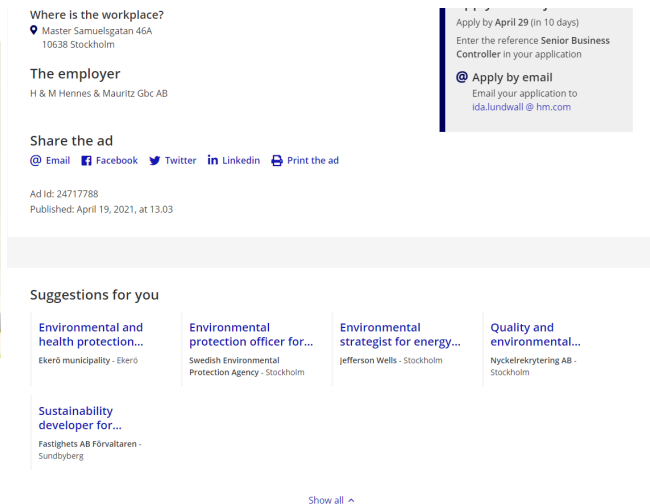 Where is the workplace?
Master Samuelsgatan 46A
10638 Stockholm
The employer
H & M Hennes & Mauritz Gbc AB
Share the ad
@ Email Facebook Twitter in Linkedin Print the ad
Ad Id: 24717788
Published: April 19, 2021, at 13.03
Apply by April 29 (in 10 days)
Enter the reference Senior Business
Controller in your application
@ Apply by email
Email your application to
ida.lundwall @ hm.com
Suggestions for you
Environmental and
health protection...
Ekerö municipality - Ekerö
Environmental
protection officer for...
Swedish Environmental
Protection Agency - Stockholm
Environmental
strategist for energy...
Jefferson Wells - Stockholm
Quality and
environmental...
Nyckelrekrytering AB -
Stockholm
Sustainability
developer for...
Fastighets AB Förvaltaren -
Sundbyberg
Show all